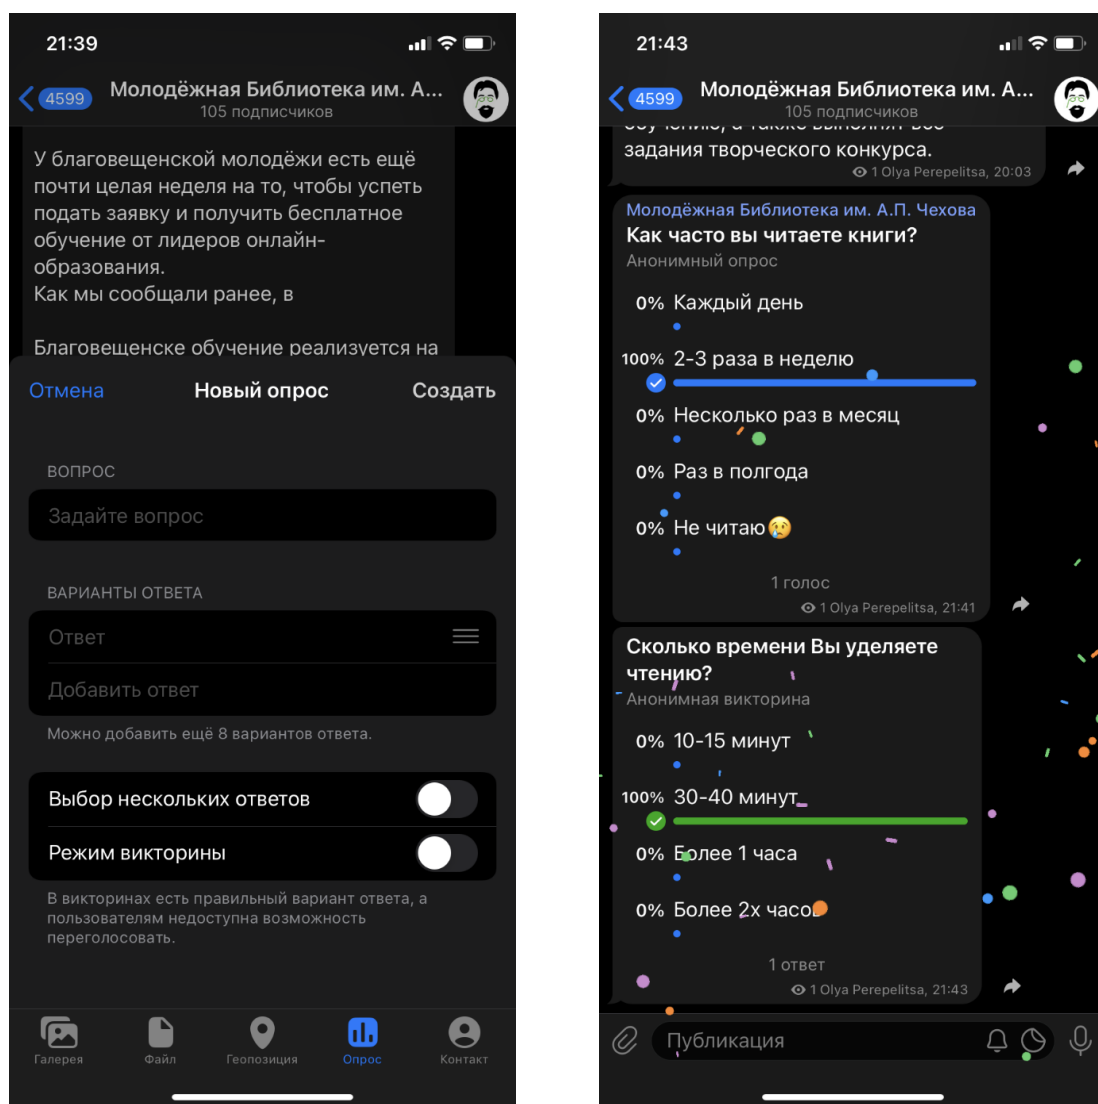 21:39
4599
Молодёжная Библиотека им. А...
105 подписчиков
У благовещенской молодёжи есть ещё
почти целая неделя на то, чтобы успеть
подать заявку и получить бесплатное
обучение от лидеров онлайн-
образования.
Как мы сообщали ранее, в
Благовещенске обучение реализуется на
Отмена
Новый опрос
Создать
ВОПРОС
Задайте вопрос
ВАРИАНТЫ ОТВЕТА
Ответ
Добавить ответ
Можно добавить ещё 8 вариантов ответа.
Выбор нескольких ответов
Режим викторины
В викторинах есть правильный вариант ответа, а
пользователям недоступна возможность
переголосовать.
Галерея
Файл
Геопозиция
Опрос
Контакт
21:43
4599
Молодёжная Библиотека им. А...
105 подписчиков
обучению, а также выполнят все
задания творческого конкурса.
1 Olya Perepelitsa, 20:03
Молодёжная Библиотека им. А.П. Чехова
Как часто вы читаете книги?
Анонимный опрос
0% Каждый день
100% 2-3 раза в неделю
0% Несколько раз в месяц
0% Раз в полгода
0% Не читаю😢
1 голос
1 Olya Perepelitsa, 21:41
Сколько времени Вы уделяете
чтению?
Анонимная викторина
0% 10-15 минут
100% 30-40 минут
0% Более 1 часа
0% Более 2х часов
1 ответ
1 Olya Perepelitsa, 21:43
Публикация